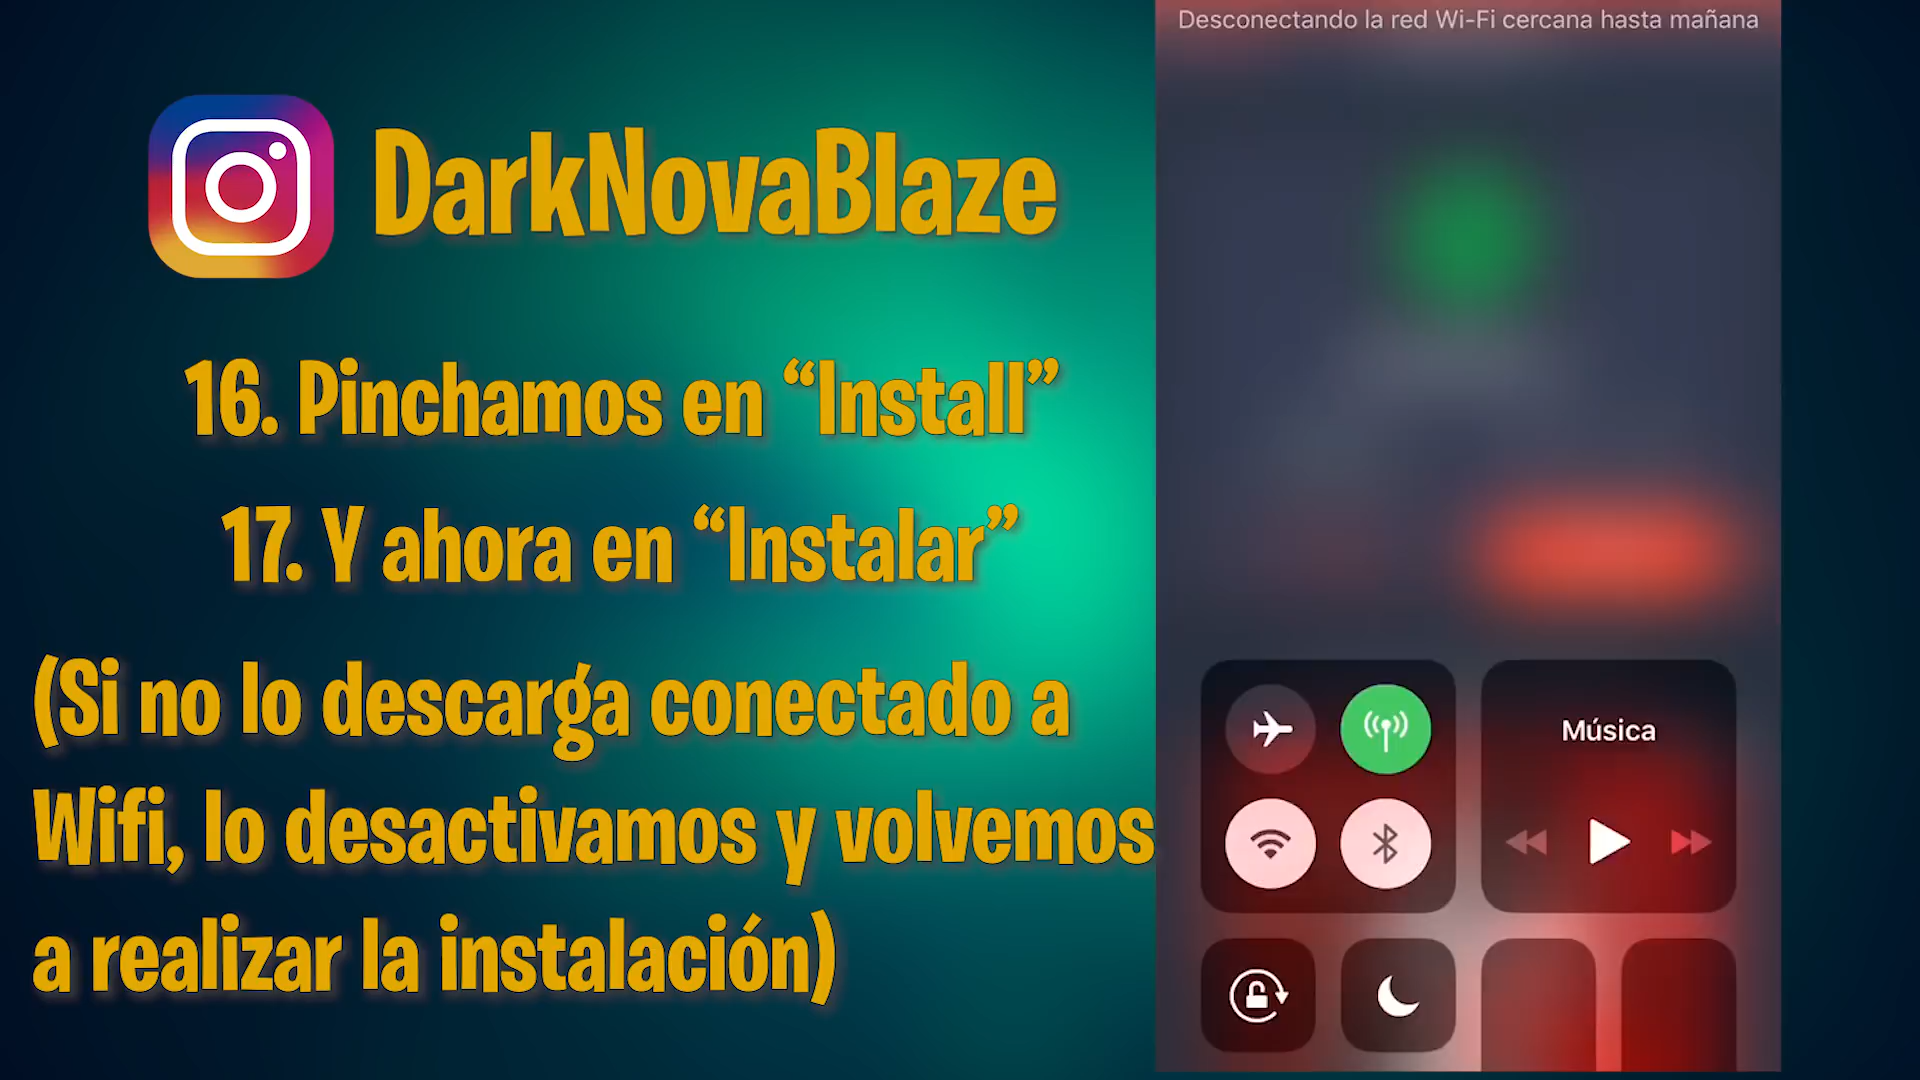 DarkNovaBlaze
16. Pinchamos en “Install”
17. Y ahora en “Instalar”
(Si no lo descarga conectado a
Wifi, lo desactivamos y volvemos
a realizar la instalación)
Desconectando la red Wi-Fi cercana hasta mañana
Música